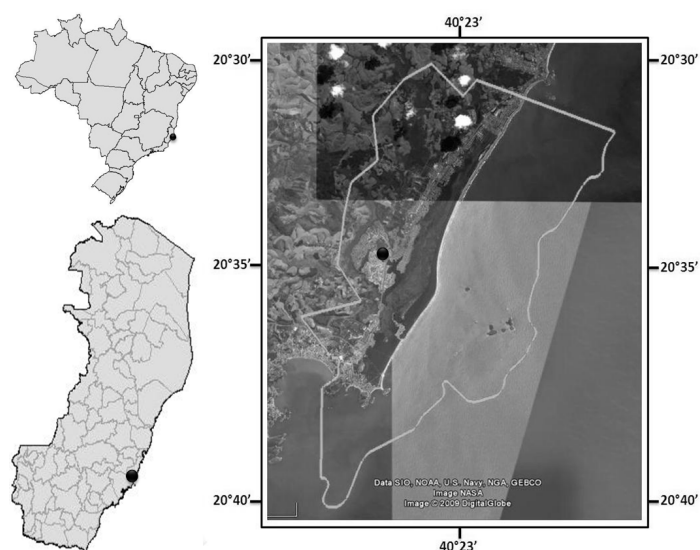 40°23'
20°30'
20°30'
20°35'
20°35'
20°40'
20°40'
Data SIO, NOAA, U.S. Navy, NGA, GEBCO
Image NASA
Image © 2009 DigitalGlobe
40°23'